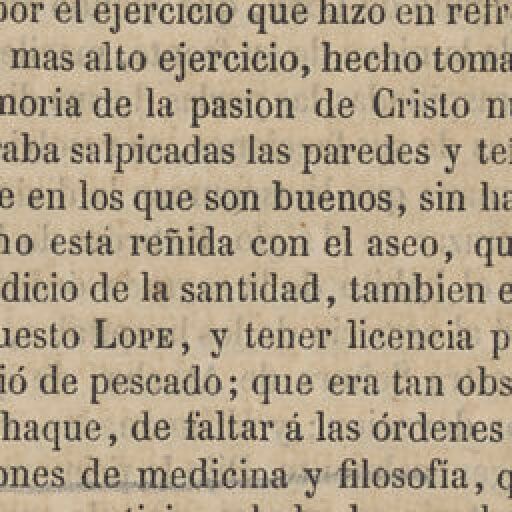 por el ejercicio que hizo en refr
mas alto ejercicio, hecho toma
moria de la pasion de Cristo nu
raba salpicadas las paredes y te
e en los que son buenos, sin ha
no está reñida con el aseo, qu
dicio de la santidad, tambien e
uesto LOPE, y tener licencia p
ió de pescado; que era tan obs
haque, de faltar á las órdenes
ones de medicina y filosofía, q